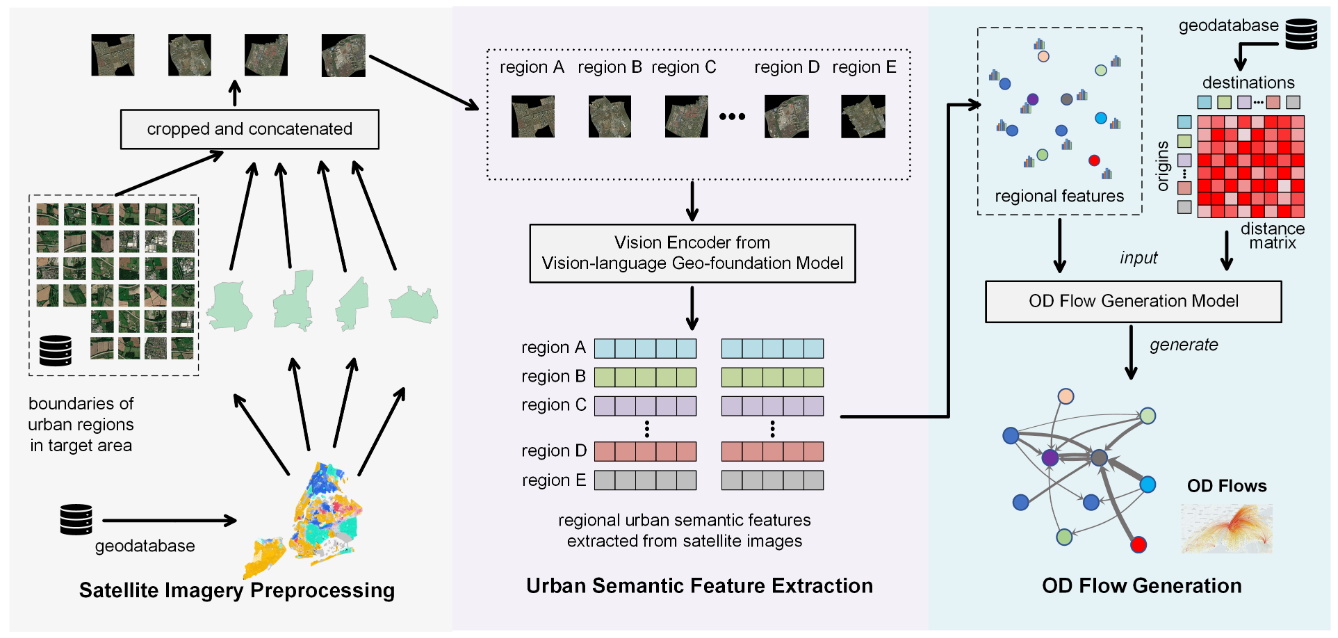 cropped and concatenated
boundaries of
urban regions
in target area
geodatabase
Satellite Imagery Preprocessing
region A
region B
region C
region D
region E
Vision Encoder from
Vision-language Geo-foundation Model
region A
region B
region C
region D
region E
regional urban semantic features
extracted from satellite images
Urban Semantic Feature Extraction
geodatabase
destinations
origins
regional features
distance
matrix
input
OD Flow Generation Model
generate
OD Flows
OD Flow Generation